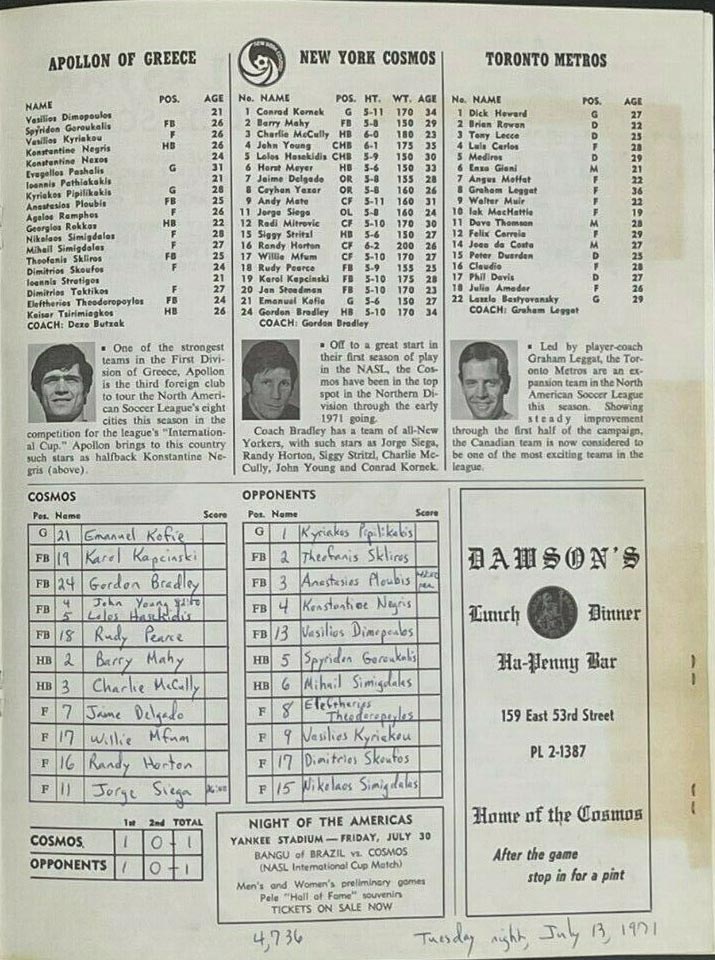 APOLLON OF GREECE
NAME POS. AGE
Vasilios Dimopoulos 21
Spyridon Goroukalis FB 26
Vasilios Kyriakou F 26
Konstantine Negris HB 26
Konstantine Nexos 24
Evagellos Pashalis G 31
Ioannis Pathiakakis 21
Kyriakos Pipilikakis G 28
Anastasios Ploubis FB 25
Agelos Ramphos F 26
Georgios Rokkas HB 22
Nikolaos Simigdalas F 28
Mihail Simigdalas F 27
Theofanis Skliros FB 25
Dimitrios Skoufos F 24
Ioannis Stratigos 21
Dimitrios Taktikos F 27
Eleftherios Theodoropoylos FB 24
Kaisar Tsirimiagkos HB 26
COACH: Dezo Butzak
▪ One of the strongest
teams in the First Divi-
sion of Greece, Apollon
is the third foreign club
to tour the North Ameri-
can Soccer League's eight
cities this season in the
competition for the league's "Internation-
al Cup." Apollon brings to this country
such stars as halfback Konstantine Ne-
gris (above).
NEW YORK COSMOS
No. NAME POS. HT. WT. AGE
1 Conrad Kornek G 5-11 170 34
2 Barry Mahy FB 5-8 150 29
3 Charlie McCully HB 6-0 180 23
4 John Young CHB 6-1 175 35
5 Lolos Hasekidis CHB 5-9 150 30
6 Horst Meyer HB 5-6 150 33
7 Jaime Delgado OR 5-8 155 28
8 Coyhan Yazar OR 5-8 160 26
9 Andy Mate CF 5-11 160 31
11 Jorge Siega OL 5-8 160 24
12 Radi Mitrovic CF 5-10 170 30
15 Siggy Stritzl HB 5-6 150 27
16 Randy Horton CF 6-2 200 26
17 Willie Mfum CF 5-10 170 27
18 Rudy Pearce FB 5-9 155 25
19 Karol Kapcinski FB 5-10 175 28
20 Jan Steadman FB 5-10 170 23
21 Emanuel Kofie G 5-6 150 27
24 Gordon Bradley HB 5-10 170 34
COACH: Gordon Bradley
▪ Off to a great start in
their first season of play
in the NASL, the Cos-
mos have been in the top
spot in the Northern Di-
vision through the early
1971 going.
Coach Bradley has a team of all-New
Yorkers, with such stars as Jorge Siega,
Randy Horton, Siggy Stritzl, Charlie Mc-
Cully, John Young and Conrad Kornek.
TORONTO METROS
No. NAME POS. AGE
1 Dick Howard G 27
2 Brian Rowan D 22
3 Tony Lecce D 25
4 Luis Carlos F 28
5 Mediros D 29
6 Enzo Giani M 21
7 Angus Moffat F 22
8 Graham Leggat F 36
9 Walter Muir F 22
10 Iak MacHattie F 19
11 Dave Thomson M 28
12 Felix Correia F 29
14 Joao da Costa M 27
15 Peter Duerden D 25
16 Claudio F 28
17 Phil Davis D 27
18 Julio Amador F 26
22 Laszlo Bastyovansky G 29
COACH: Graham Leggat
▪ Led by player-coach
Graham Leggat, the Tor-
onto Metros are an ex-
pansion team in the North
American Soccer League
this season. Showing
steady improvement
through the first half of the campaign,
the Canadian team is now considered to
be one of the most exciting teams in the
league.
COSMOS
Pos. Name Score
G 21 Emanuel Kofie
FB 19 Karol Kapcinski
FB 24 Gordon Bradley
FB 4 John Young
5 Lolos Hasekidis
FB 18 Rudy Pearce
HB 2 Barry Mahy
HB 3 Charlie McCully
F 7 Jaime Delgado
F 17 Willie Mfum
F 16 Randy Horton
F 11 Jorge Siega
OPPONENTS
Pos. Name Score
G 1 Kyriakos Pipilikakis
FB 2 Theofanis Skliros
FB 3 Anastasios Ploubis
FB 4 Konstantine Negris
FB 13 Vasilios Dimopoulos
HB 5 Spyridon Goroukalis
HB 6 Mihail Simigdalas
F 8 Eleftherios Theodoropoylos
F 9 Vasilios Kyriakou
F 17 Dimitrios Skoufos
F 15 Nikolaos Simigdalas
1st 2nd TOTAL
COSMOS 1 0 - 1
OPPONENTS 1 0 - 1
NIGHT OF THE AMERICAS
YANKEE STADIUM — FRIDAY, JULY 30
BANGU of BRAZIL vs. COSMOS
(NASL International Cup Match)
Men's and Women's preliminary games
Pele "Hall of Fame" souvenirs
TICKETS ON SALE NOW
DAWSON'S
Lunch Dinner
Ha-Penny Bar
159 East 53rd Street
PL 2-1387
Home of the Cosmos
After the game
stop in for a pint
4,736
Tuesday night, July 13, 1971